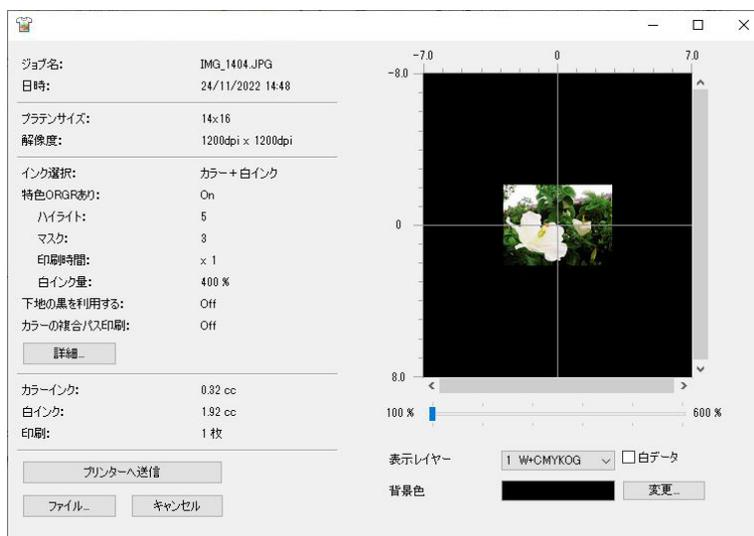 ジョブ名: IMG_1404.JPG
日時: 24/11/2022 14:48
プラテンサイズ: 14x16
解像度: 1200dpi x 1200dpi
インク選択: カラー＋白インク
特色ORGRあり: On
ハイライト: 5
マスク: 3
印刷時間: x 1
白インク量: 400 %
下地の黒を利用する: Off
カラーの複合パス印刷: Off
詳細...
カラーインク: 0.32 cc
白インク: 1.92 cc
印刷: 1 枚
プリンターへ送信
ファイル... キャンセル
-7.0 0 7.0
-8.0
0
8.0
100 % 600 %
表示レイヤー 1 W+CMYKOG 白データ
背景色 変更...